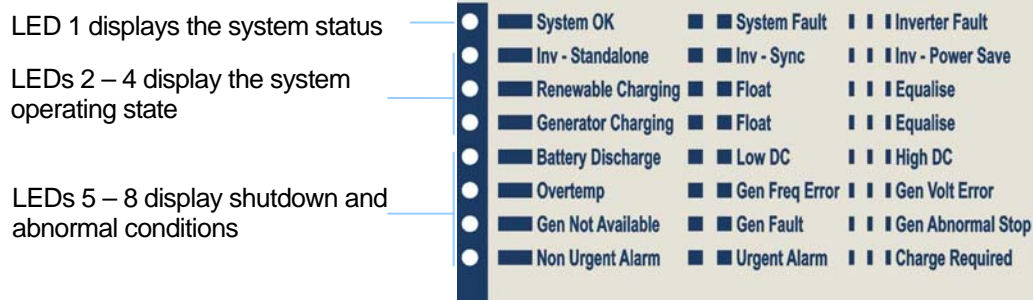 LED 1 displays the system status
LEDs 2 – 4 display the system
operating state
LEDs 5 – 8 display shutdown and
abnormal conditions
System OK System Fault Inverter Fault
Inv - Standalone Inv - Sync Inv - Power Save
Renewable Charging Float Equalise
Generator Charging Float Equalise
Battery Discharge Low DC High DC
Overtemp Gen Freq Error Gen Volt Error
Gen Not Available Gen Fault Gen Abnormal Stop
Non Urgent Alarm Urgent Alarm Charge Required